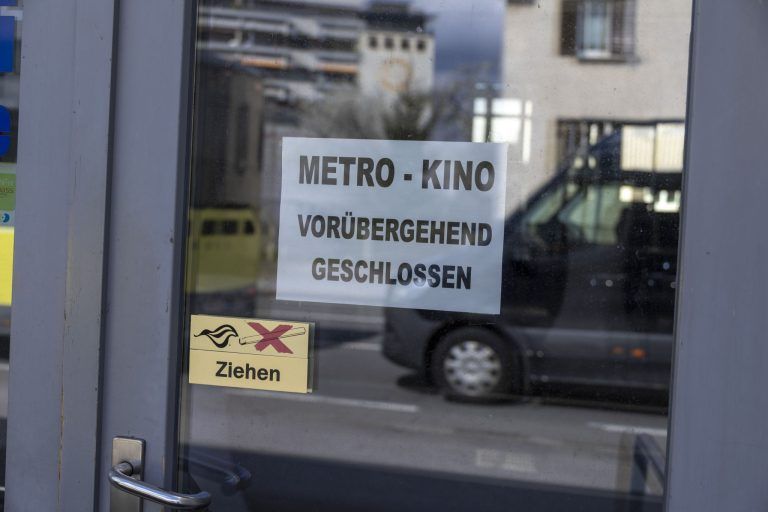 METRO - KINO
VORÜBERGEHEND
GESCHLOSSEN
Ziehen